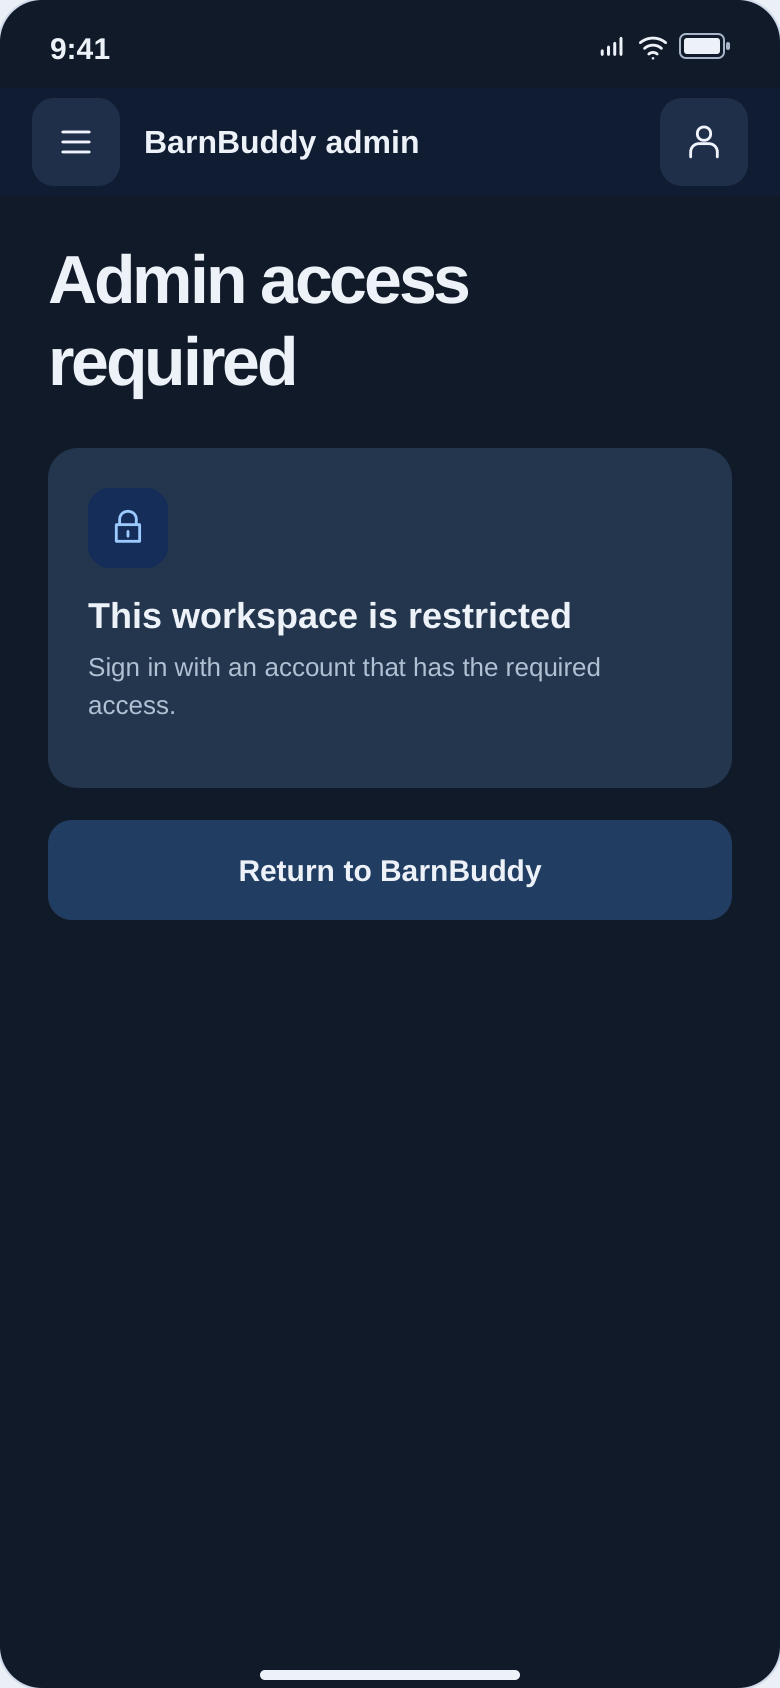 9:41
BarnBuddy admin
Admin access
required
This workspace is restricted
Sign in with an account that has the required
access.
Return to BarnBuddy